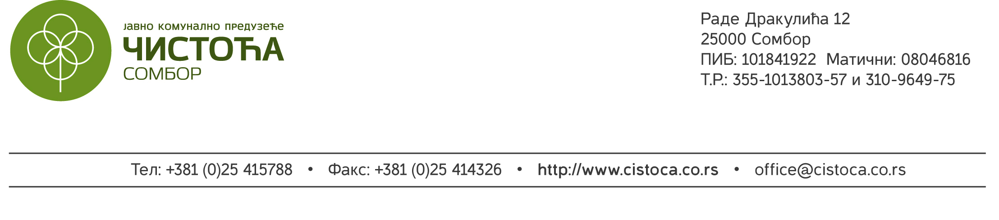 јавно комунално предузеће
ЧИСТОЋА
СОМБОР
Раде Дракулића 12
25000 Сомбор
ПИБ: 101841922 Матични: 08046816
Т.Р.: 355-1013803-57 и 310-9649-75
Тел: +381 (0)25 415788 • Факс: +381 (0)25 414326 • http://www.cistoca.co.rs • office@cistoca.co.rs